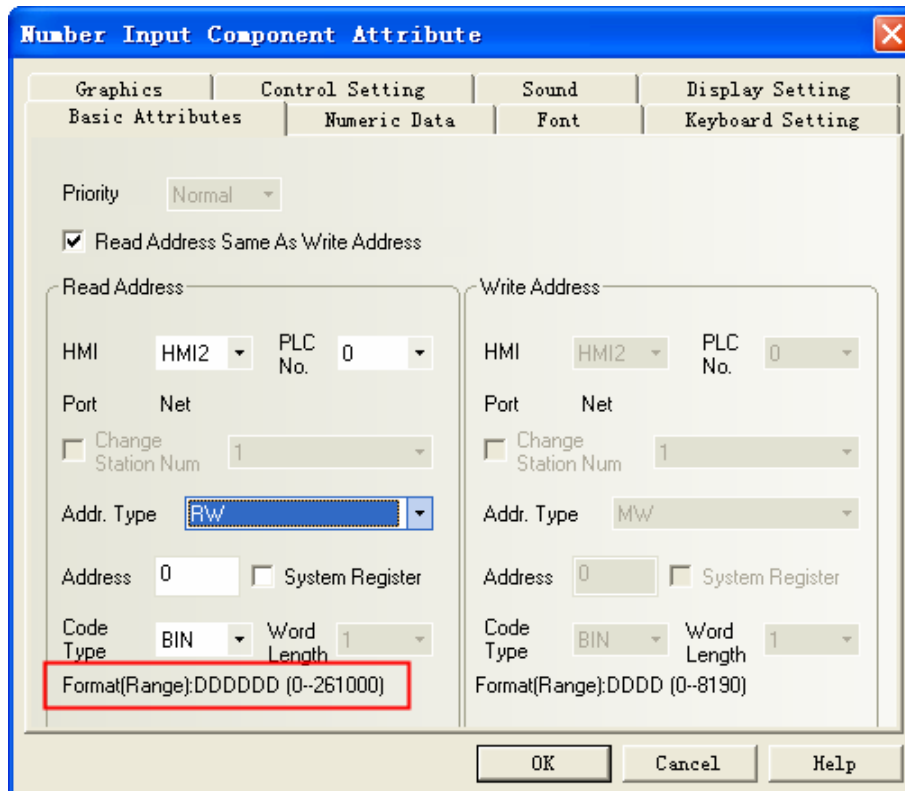 Number Input Component Attribute
Graphics Control Setting Sound Display Setting
Basic Attributes Numeric Data Font Keyboard Setting
Priority Normal
Read Address Same As Write Address
Read Address
HMI HMI2 PLC No. 0
Port Net
Change Station Num 1
Addr. Type RW
Address 0 System Register
Code Type BIN Word Length 1
Format(Range):DDDDDD (0--261000)
Write Address
HMI HMI2 PLC No. 0
Port Net
Change Station Num 1
Addr. Type MW
Address 0 System Register
Code Type BIN Word Length 1
Format(Range):DDDD (0--8190)
OK Cancel Help